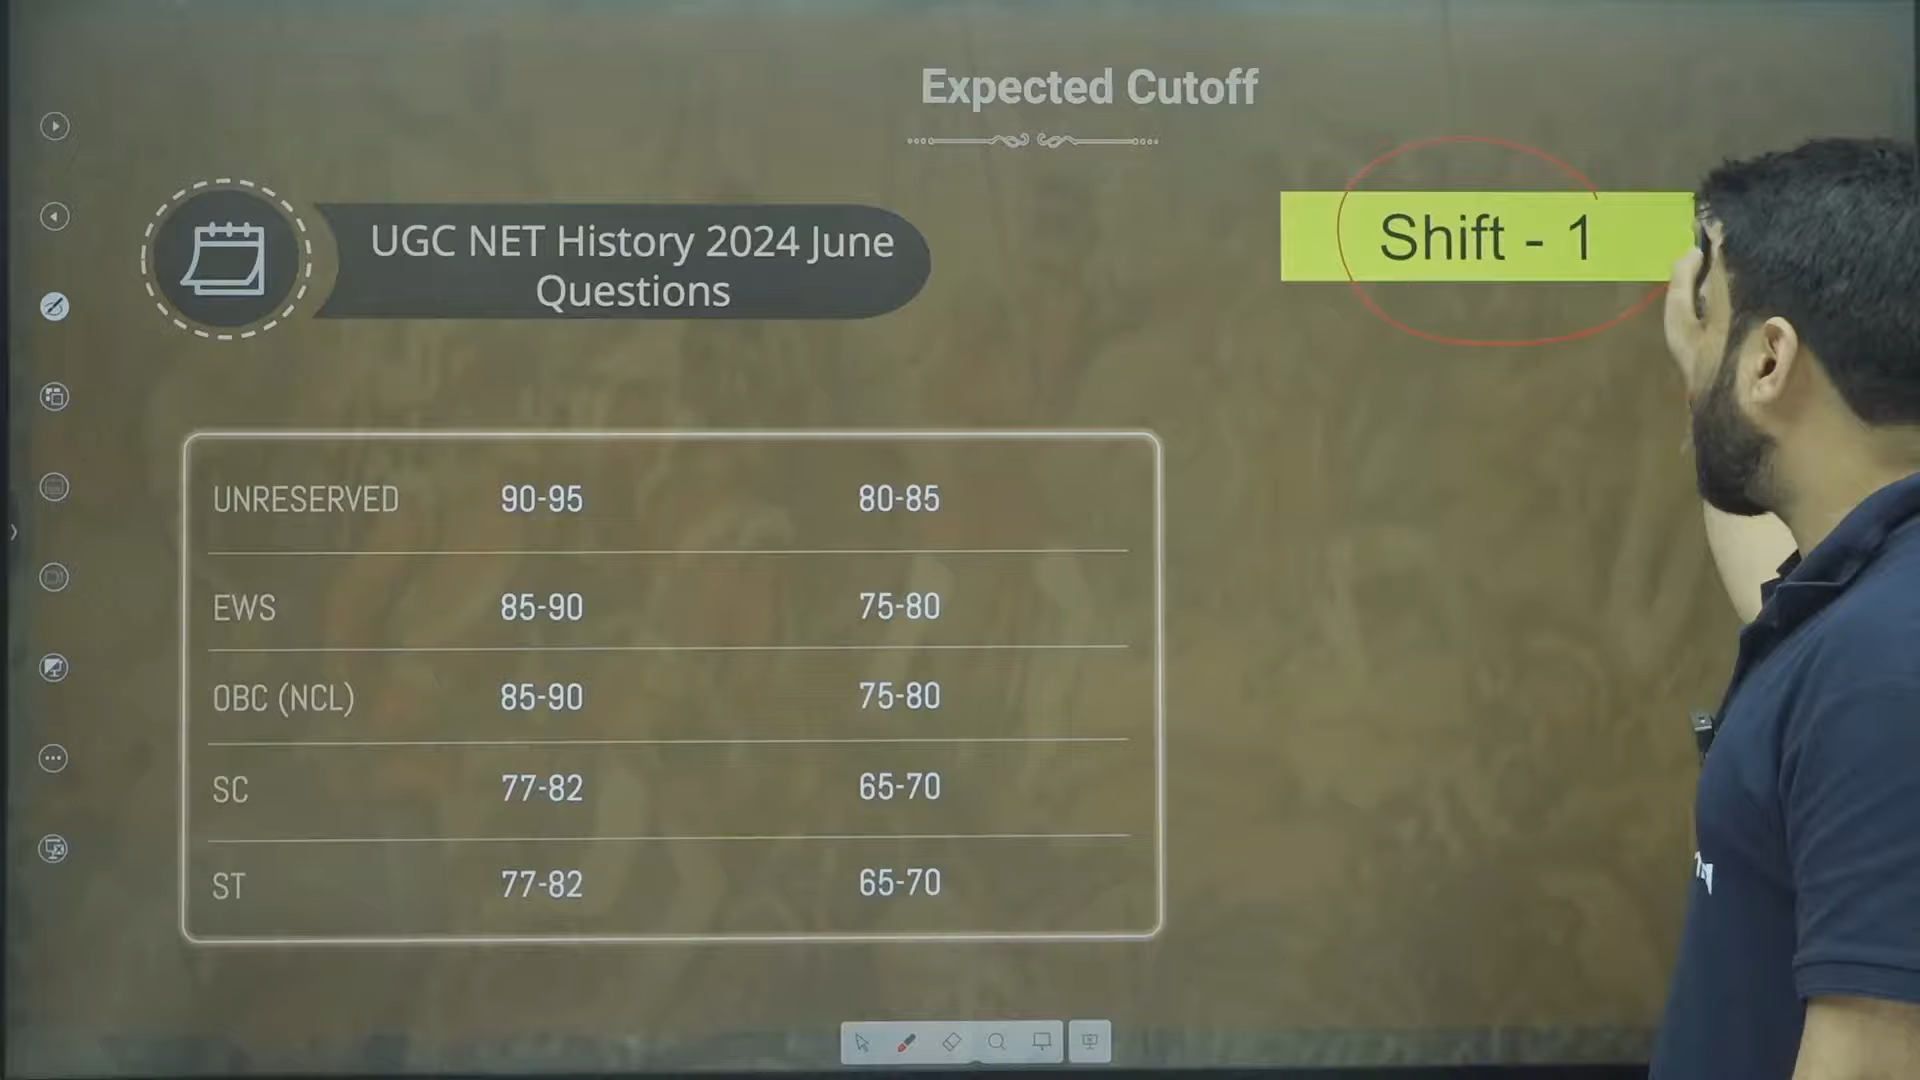 Expected Cutoff
UGC NET History 2024 June
Questions
Shift - 1
UNRESERVED 90-95 80-85
EWS 85-90 75-80
OBC (NCL) 85-90 75-80
SC 77-82 65-70
ST 77-82 65-70